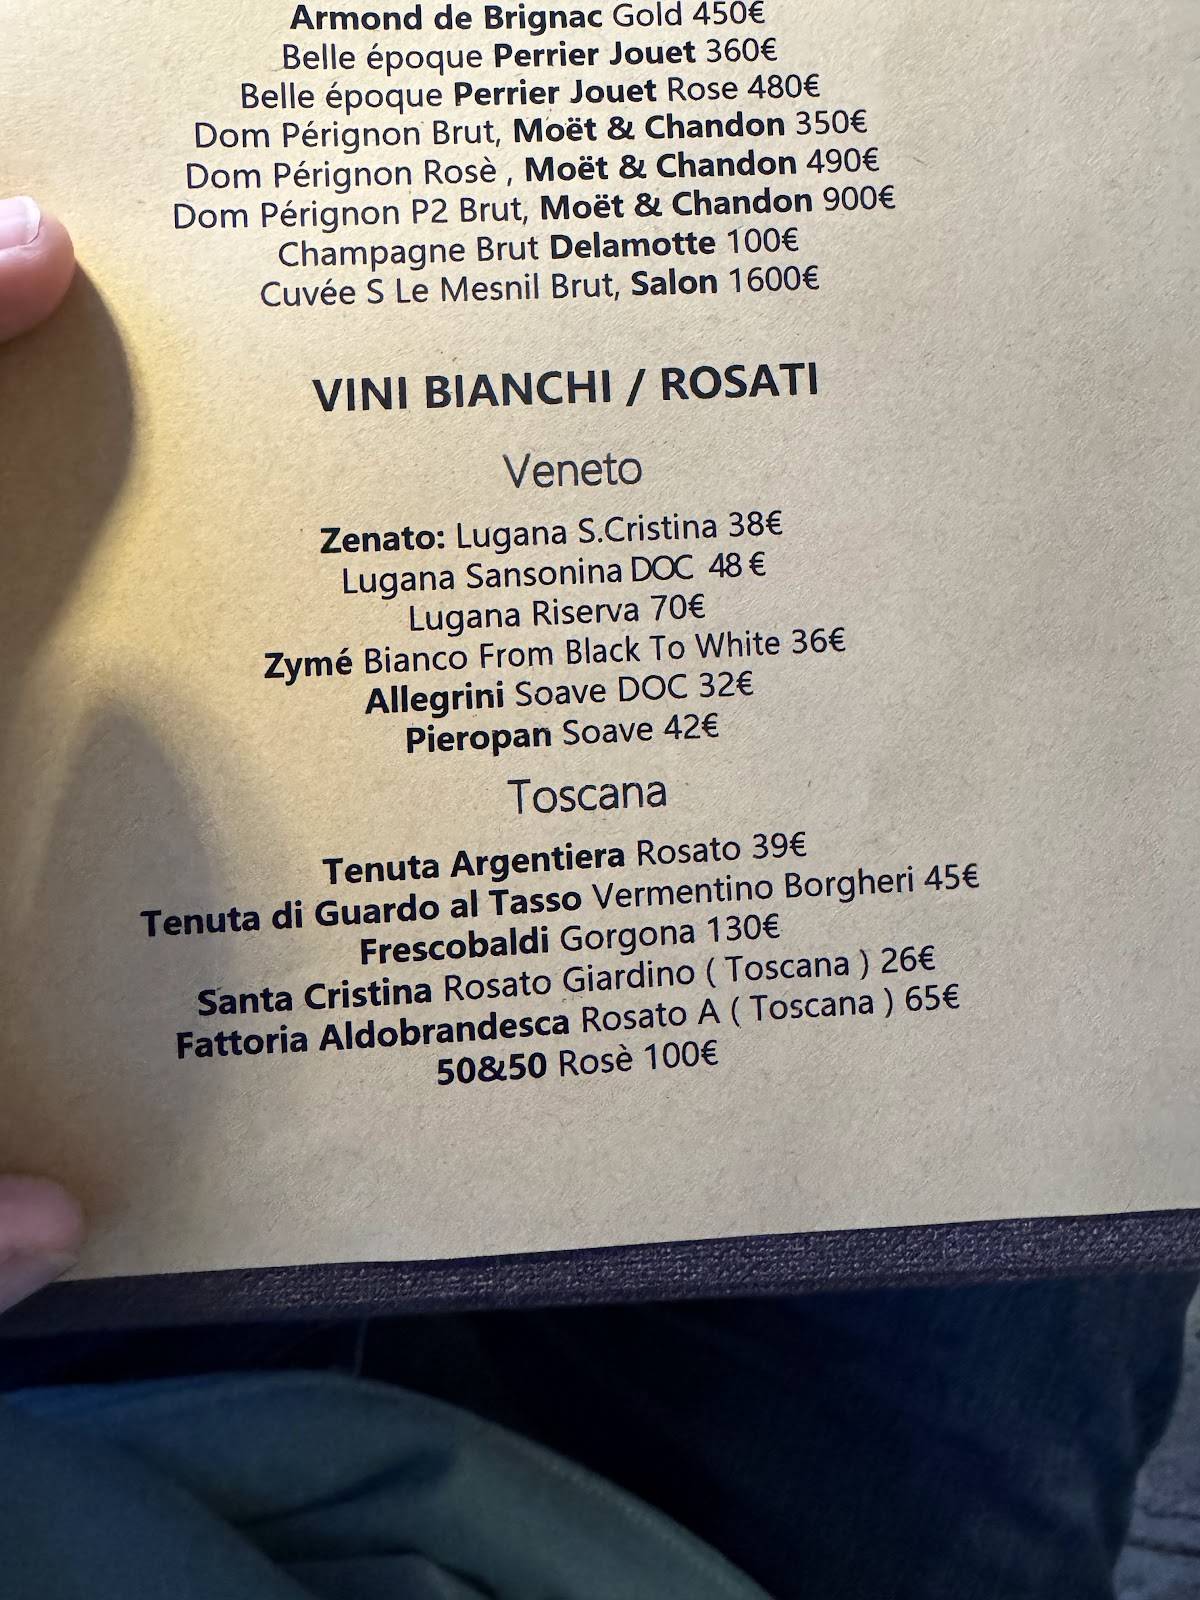 Armond de Brignac Gold 450€
Belle époque Perrier Jouet 360€
Belle époque Perrier Jouet Rose 480€
Dom Pérignon Brut, Moët & Chandon 350€
Dom Pérignon Rosè , Moët & Chandon 490€
Dom Pérignon P2 Brut, Moët & Chandon 900€
Champagne Brut Delamotte 100€
Cuvée S Le Mesnil Brut, Salon 1600€
VINI BIANCHI / ROSATI
Veneto
Zenato: Lugana S.Cristina 38€
Lugana Sansonina DOC 48 €
Lugana Riserva 70€
Zymé Bianco From Black To White 36€
Allegrini Soave DOC 32€
Pieropan Soave 42€
Toscana
Tenuta Argentiera Rosato 39€
Tenuta di Guardo al Tasso Vermentino Borgheri 45€
Frescobaldi Gorgona 130€
Santa Cristina Rosato Giardino ( Toscana ) 26€
Fattoria Aldobrandesca Rosato A ( Toscana ) 65€
50&50 Rosè 100€